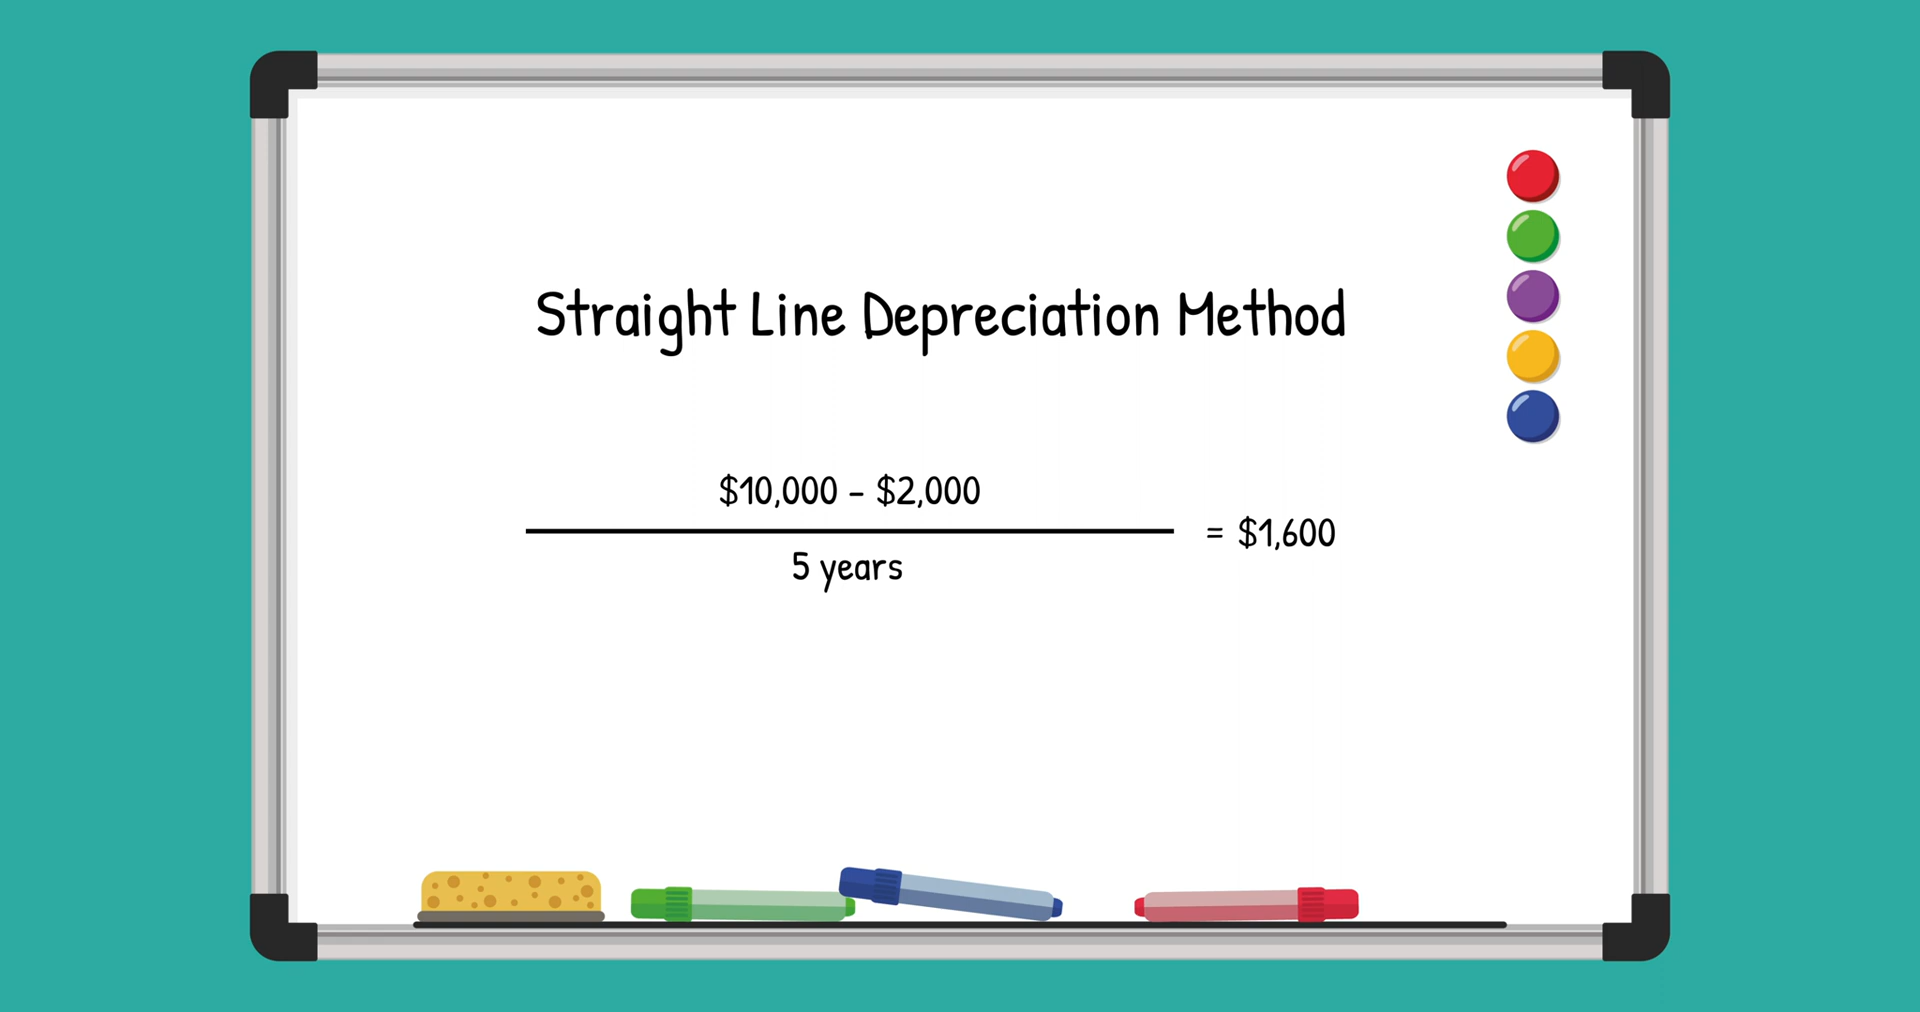 Straight Line Depreciation Method
$10,000 - $2,000
= $1,600
5 years